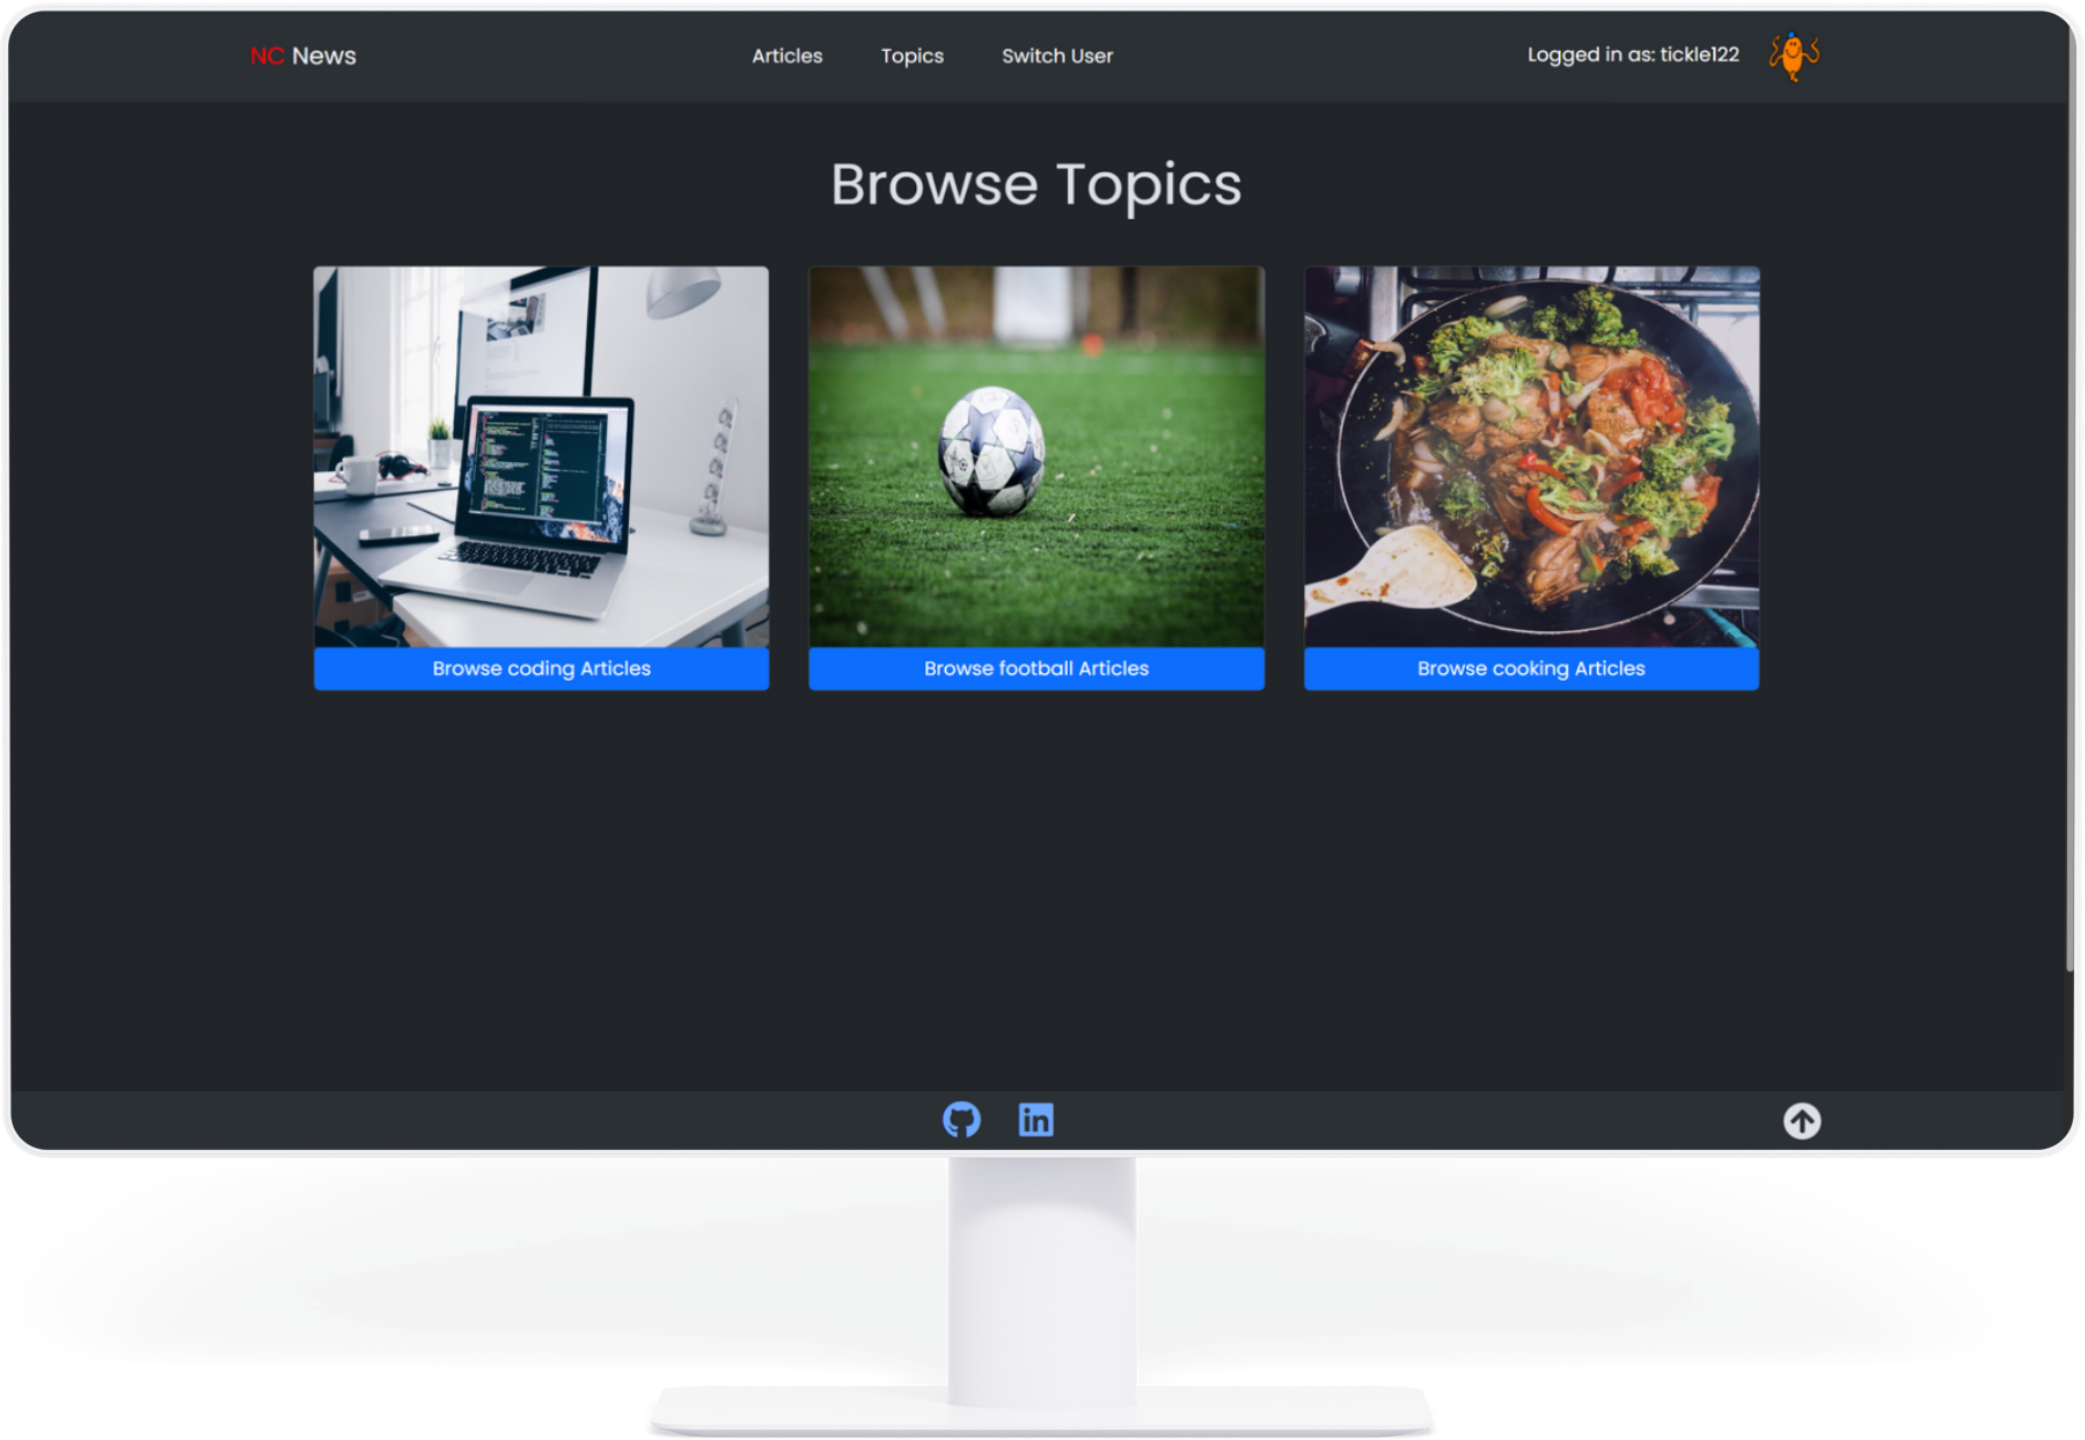 NC News
Articles
Topics
Switch User
Logged in as: tickle122
Browse Topics
Browse coding Articles
Browse football Articles
Browse cooking Articles
in